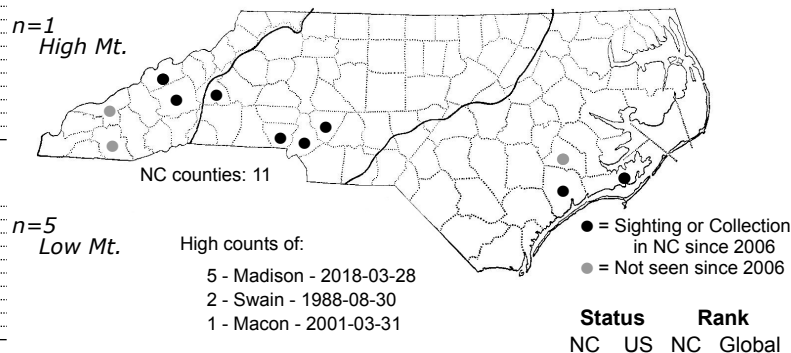 n=1
High Mt.
NC counties: 11
n=5
Low Mt.
High counts of:
5 - Madison - 2018-03-28
2 - Swain - 1988-08-30
1 - Macon - 2001-03-31
= Sighting or Collection
in NC since 2006
= Not seen since 2006
Status Rank
NC US NC Global